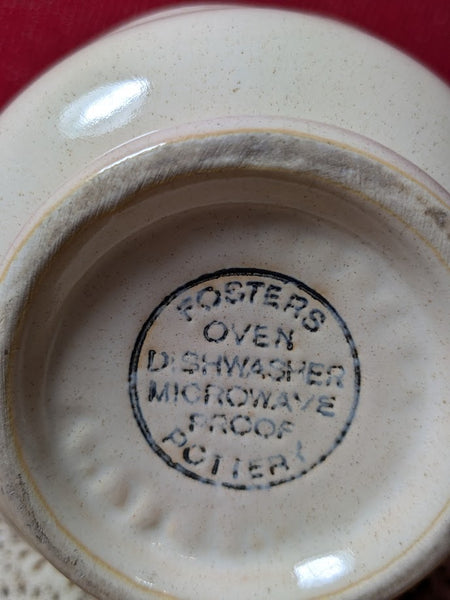 FOSTERS
OVEN
DISHWASHER
MICROWAVE
PROOF
POTTERY